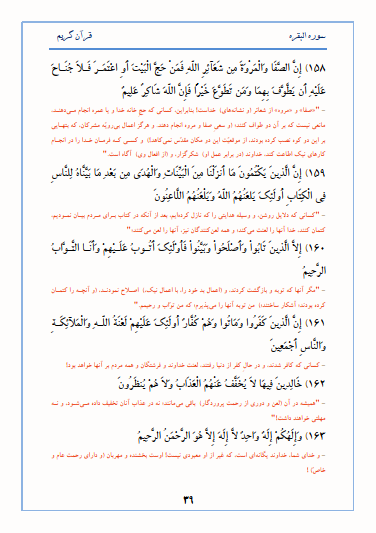 سوره البقره
قرآن کریم
۱۵۸) إِنَّ الصَّفَا وَالْمَرْوَةَ مِن شَعَآئِرِ اللّهِ فَمَنْ حَجَّ الْبَيْتَ أَوِ اعْتَمَرَ فَلاَ جُنَاحَ
عَلَيْهِ أَن يَطَّوَّفَ بِهِمَا وَمَن تَطَوَّعَ خَيْرًا فَإِنَّ اللّهَ شَاكِرٌ عَلِيمٌ
- "«صفا» و «مروه» از شعائر (و نشانه‌های) خداست! بنابراین، کسانی که حج خانه خدا و یا عمره انجام می‌دهند،
مانعی نیست که بر آن دو طواف کنند؛ (و سعی صفا و مروه انجام دهند. و هرگز اعمال بی‌رویّه مشرکان، که بتهایی
بر این دو کوه نصب کرده بودند، از موقعیّت این دو مکان مقدّس نمی‌کاهد!) و کسی که فرمان خدا را در انجام
کارهای نیک اطاعت کند، خداوند (در برابر عمل او) شکرگزار، و (از افعال وی) آگاه است."
۱۵۹) إِنَّ الَّذِينَ يَكْتُمُونَ مَا أَنزَلْنَا مِنَ الْبَيِّنَاتِ وَالْهُدَى مِن بَعْدِ مَا بَيَّنَّاهُ لِلنَّاسِ
فِي الْكِتَابِ أُولَئِكَ يَلعَنُهُمُ اللّهُ وَيَلْعَنُهُمُ اللَّاعِنُونَ
- "کسانی که دلایل روشن، و وسیله هدایتی را که نازل کرده‌ایم، بعد از آنکه در کتاب برای مردم بیان نمودیم،
کتمان کنند، خدا آنها را لعنت می‌کند؛ و همه لعن‌کنندگان نیز، آنها را لعن می‌کنند؛"
۱۶۰) إِلاَّ الَّذِينَ تَابُواْ وَأَصْلَحُواْ وَبَيَّنُواْ فَأُوْلَئِكَ أَتُوبُ عَلَيْهِمْ وَأَنَا التَّوَّابُ
الرَّحِيمُ
- "مگر آنها که توبه و بازگشت کردند، و (اعمال بد خود را، با اعمال نیک،) اصلاح نمودند، (و آنچه را کتمان
کرده بودند؛ آشکار ساختند؛) من توبه آنها را می‌پذیرم؛ که من توّاب و رحیمم."
۱۶۱) إِنَّ الَّذِينَ كَفَرُوا وَمَاتُوا وَهُمْ كُفَّارٌ أُولَئِكَ عَلَيْهِمْ لَعْنَةُ اللّهِ وَالْمَلآئِكَةِ
وَالنَّاسِ أَجْمَعِينَ
- کسانی که کافر شدند، و در حال کفر از دنیا رفتند، لعنت خداوند و فرشتگان و همه مردم بر آنها خواهد بود!
۱۶۲) خَالِدِينَ فِيهَا لاَ يُخَفَّفُ عَنْهُمُ الْعَذَابُ وَلاَ هُمْ يُنظَرُونَ
- "همیشه در آن (لعن و دوری از رحمت پروردگار) باقی می‌مانند؛ نه در عذاب آنان تخفیف داده می‌شود، و نه
مهلتی خواهند داشت!"
۱۶۳) وَإِلَهُكُمْ إِلَهٌ وَاحِدٌ لاَّ إِلَهَ إِلاَّ هُوَ الرَّحْمَنُ الرَّحِيمُ
- و خدای شما، خداوند یگانه‌ای است، که غیر از او معبودی نیست! اوست بخشنده و مهربان (و دارای رحمت عام و
خاص) !
۳۹